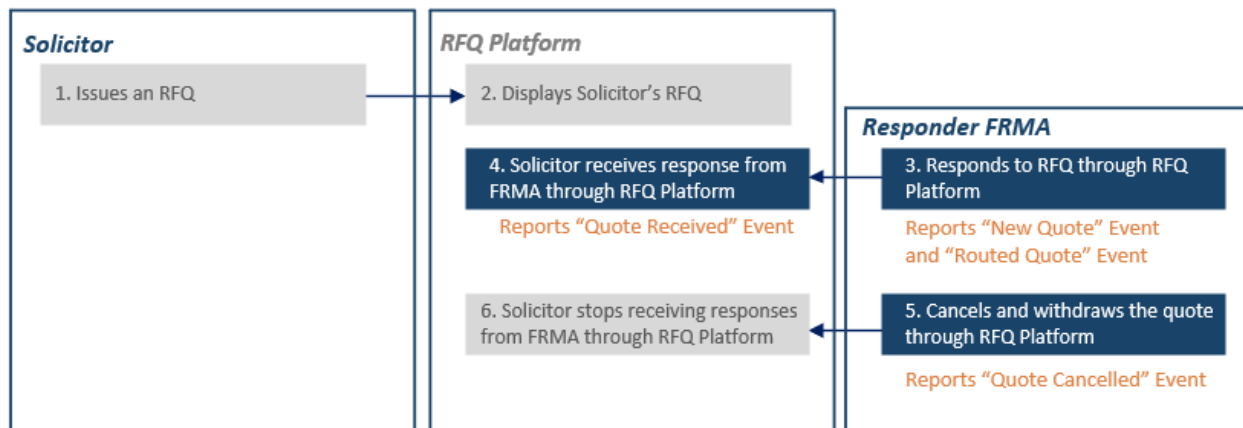 Solicitor
RFQ Platform
1. Issues an RFQ
2. Displays Solicitor's RFQ
Responder FRMA
4. Solicitor receives response from
FRMA through RFQ Platform
3. Responds to RFQ through RFQ
Platform
Reports “Quote Received” Event
Reports “New Quote” Event
and “Routed Quote” Event
6. Solicitor stops receiving responses
from FRMA through RFQ Platform
5. Cancels and withdraws the quote
through RFQ Platform
Reports “Quote Cancelled” Event